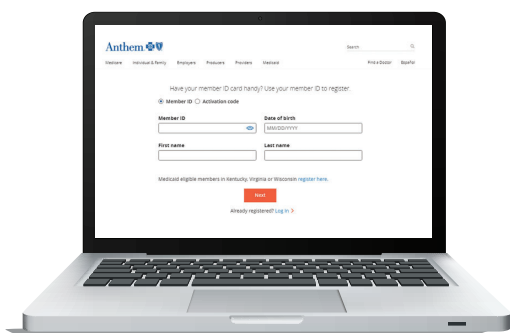 Anthem
Search
Medicare Individual & Family Employers Producers Providers Medicaid Find a Doctor Español
Have your member ID card handy? Use your member ID to register.
Member ID Activation code
Member ID Date of birth
MM/DD/YYYY
First name Last name
Medicaid eligible members in Kentucky, Virginia or Wisconsin register here.
Next
Already registered? Log in >